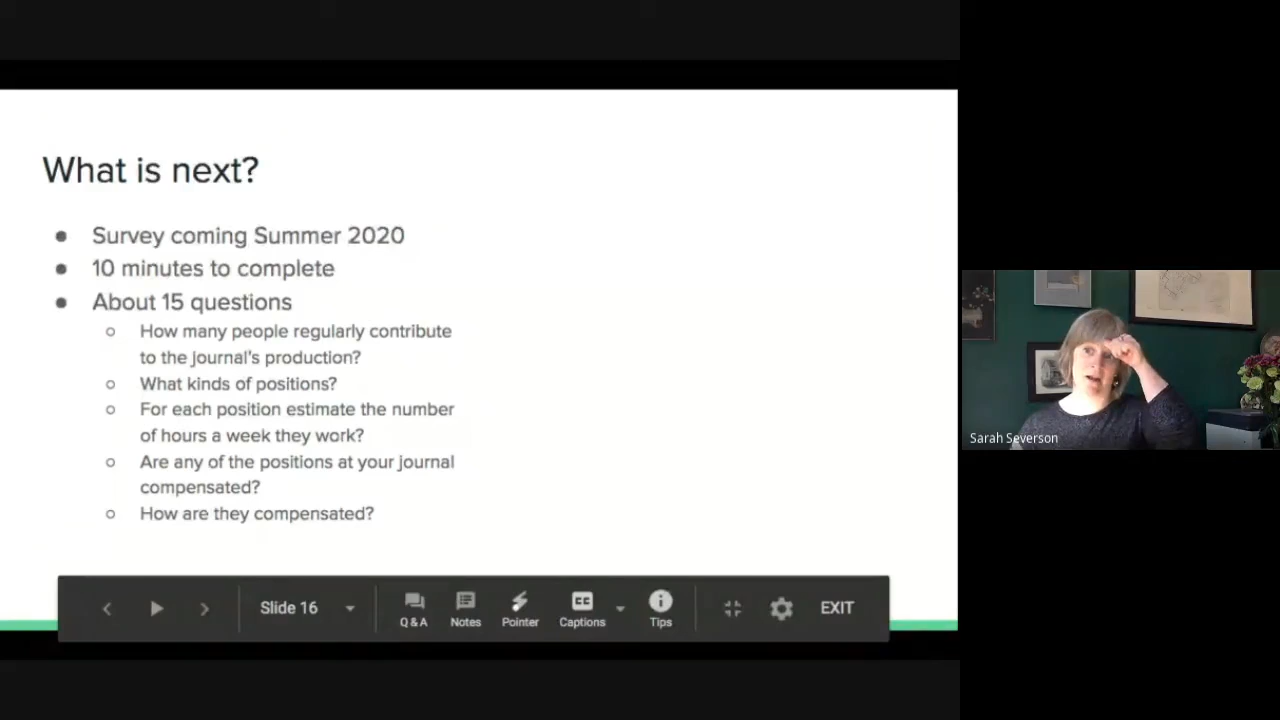 What is next?
● Survey coming Summer 2020
● 10 minutes to complete
● About 15 questions
○ How many people regularly contribute
to the journal's production?
○ What kinds of positions?
○ For each position estimate the number
of hours a week they work?
○ Are any of the positions at your journal
compensated?
○ How are they compensated?
Slide 16
Q & A
Notes
Pointer
CC
Captions
Tips
EXIT
Sarah Severson